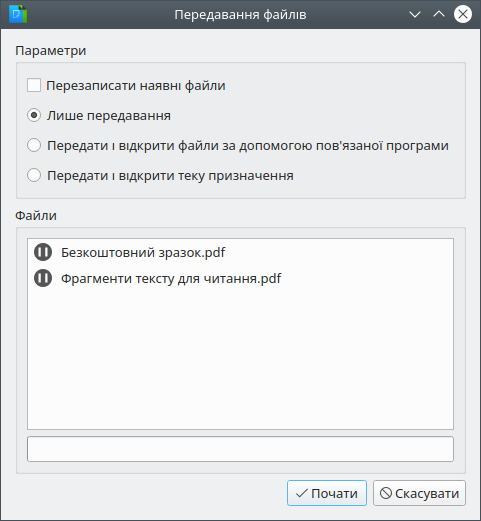 Передавання файлів
Параметри
Перезаписати наявні файли
Лише передавання
Передати і відкрити файли за допомогою пов'язаної програми
Передати і відкрити теку призначення
Файли
Безкоштовний зразок.pdf
Фрагменти тексту для читання.pdf
Почати
Скасувати